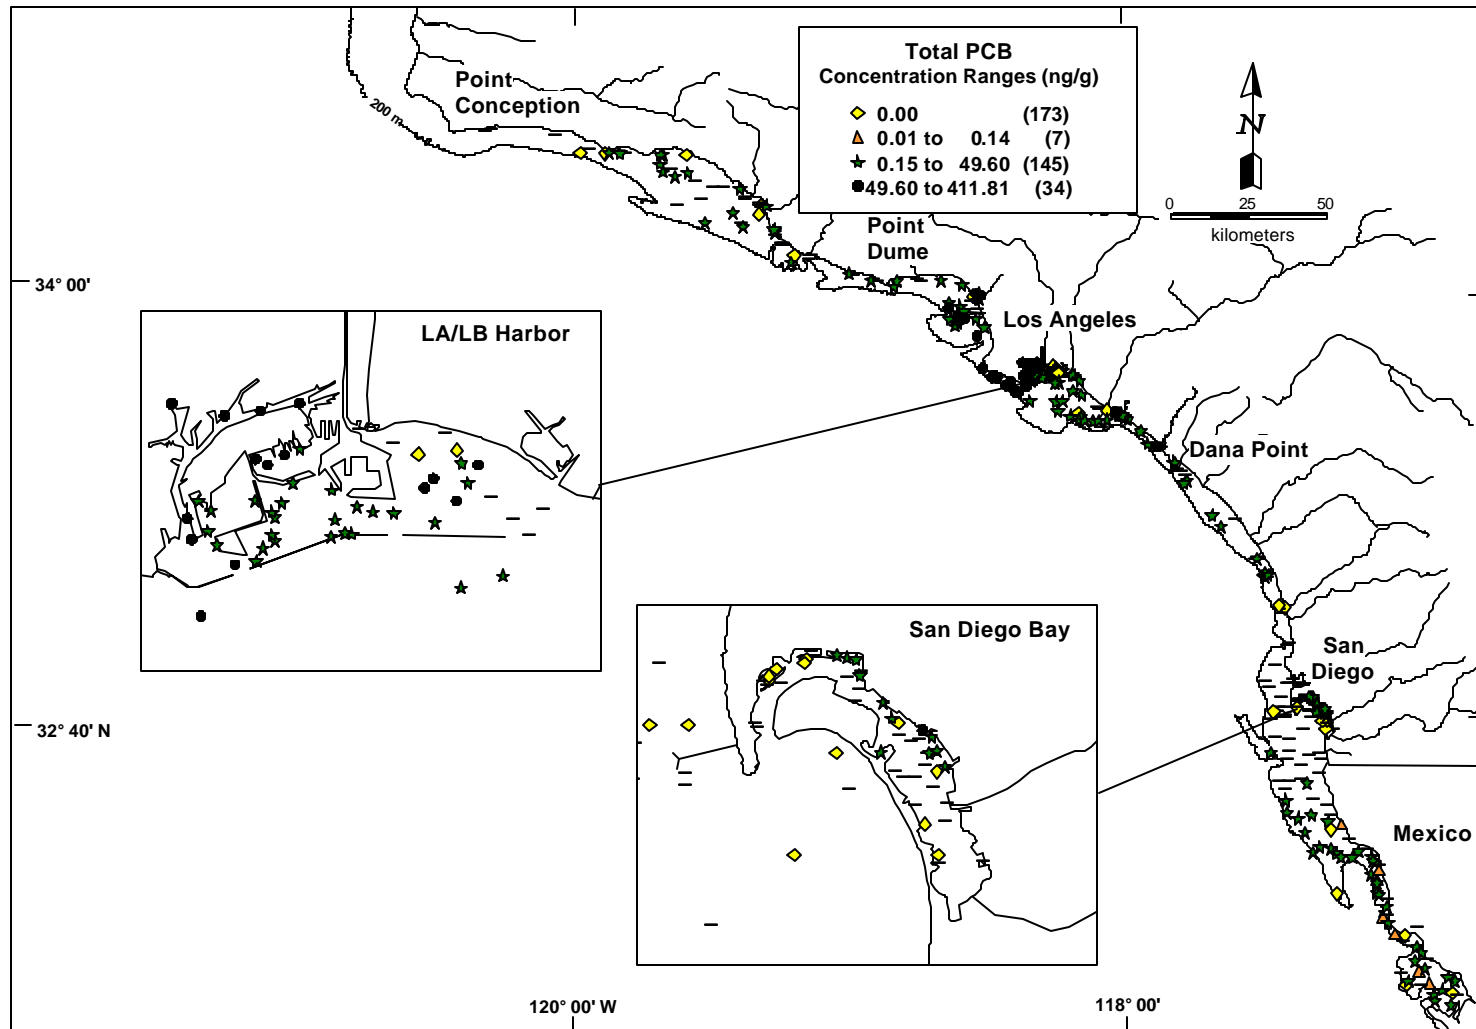 Total PCB
Concentration Ranges (ng/g)
0.00 (173)
0.01 to 0.14 (7)
0.15 to 49.60 (145)
49.60 to 411.81 (34)
N
0 25 50
kilometers
Point
Conception
200 m
Point
Dume
34° 00'
Los Angeles
LA/LB Harbor
Dana Point
San Diego Bay
San
Diego
32° 40' N
Mexico
120° 00' W
118° 00'